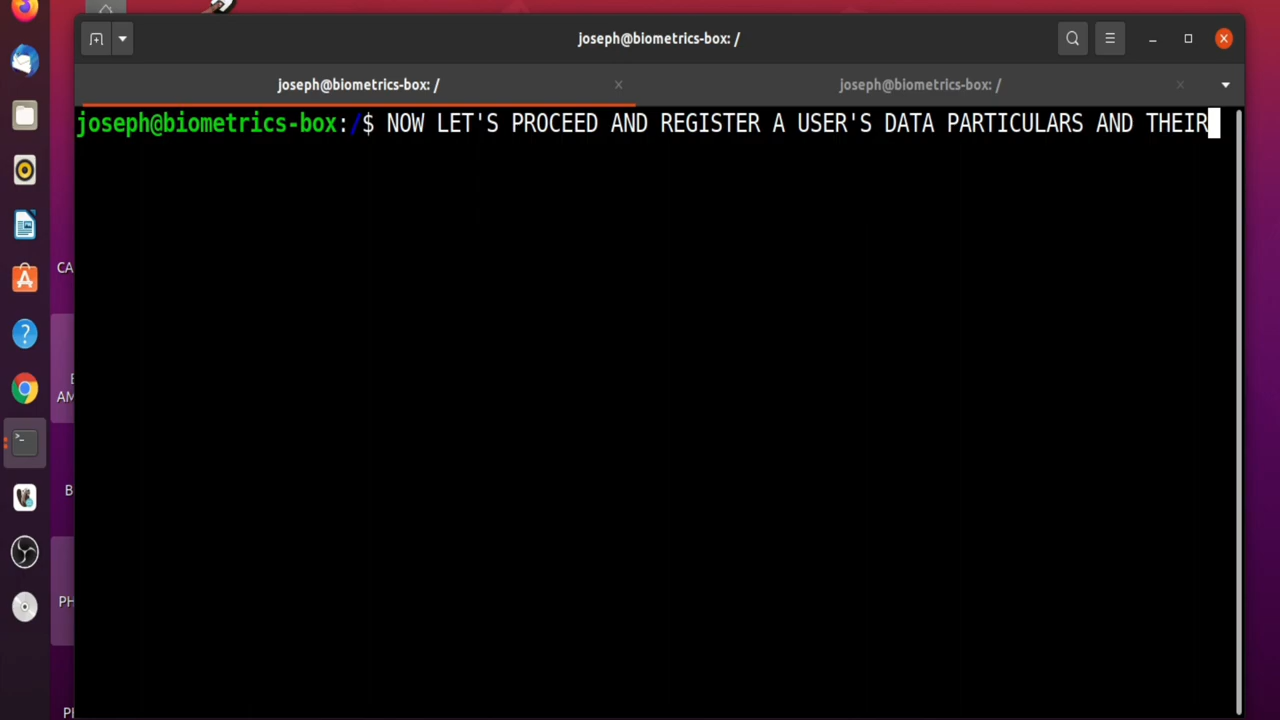 joseph@biometrics-box: /
joseph@biometrics-box: /
joseph@biometrics-box: /
joseph@biometrics-box:/$ NOW LET'S PROCEED AND REGISTER A USER'S DATA PARTICULARS AND THEIR
CA
AM
B
PH
PH